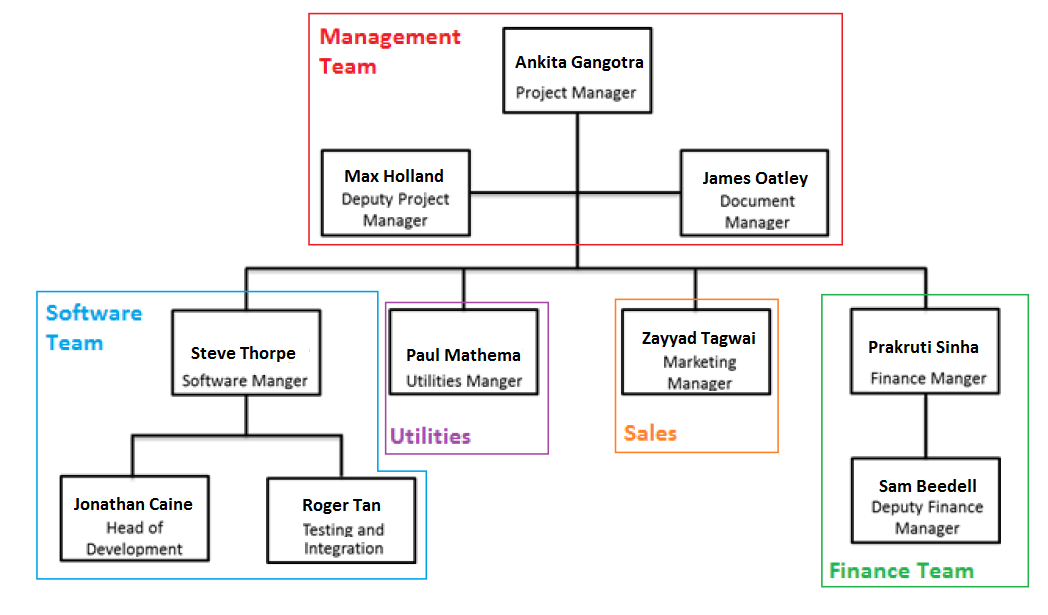 Management
Team
Ankita Gangotra
Project Manager
Max Holland
Deputy Project
Manager
James Oatley
Document
Manager
Software
Team
Steve Thorpe
Software Manger
Paul Mathema
Utilities Manger
Utilities
Zayyad Tagwai
Marketing
Manager
Sales
Prakruti Sinha
Finance Manger
Jonathan Caine
Head of
Development
Roger Tan
Testing and
Integration
Sam Beedell
Deputy Finance
Manager
Finance Team